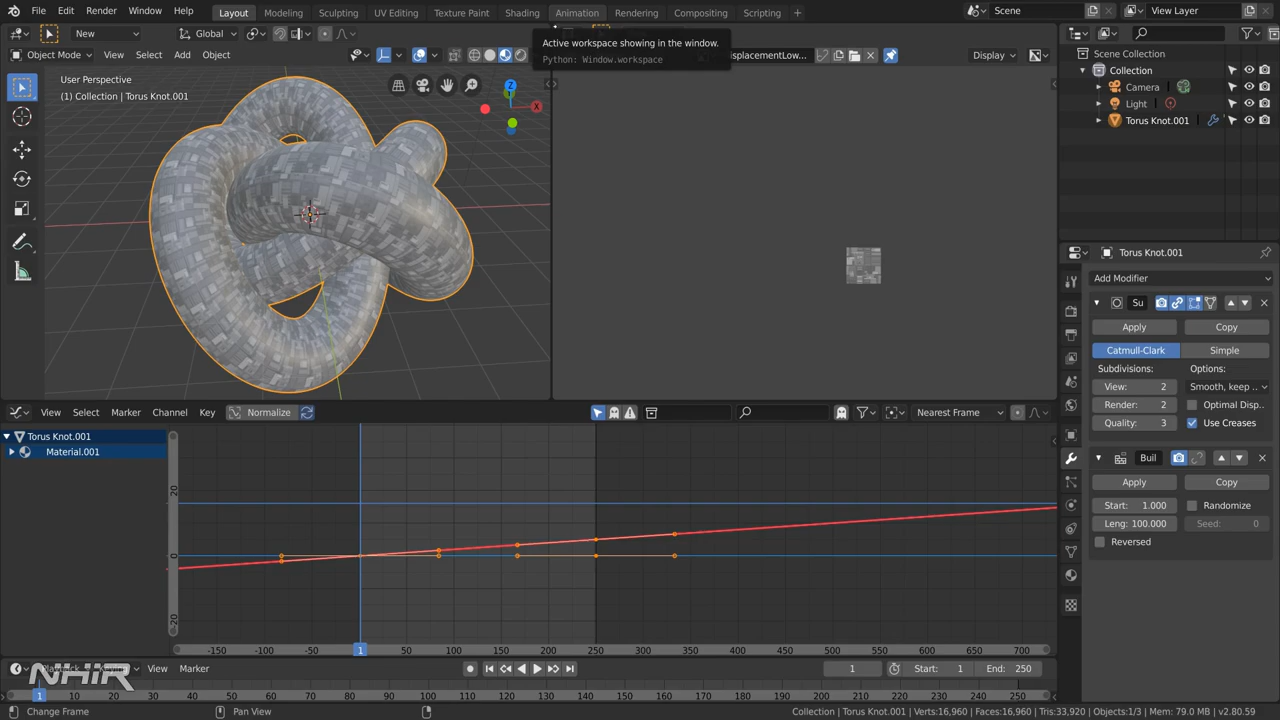 File Edit Render Window Help Layout Modeling Sculpting UV Editing Texture Paint Shading Animation Rendering Compositing Scripting + Scene View Layer
New Global
Active workspace showing in the window.
Python: Window.workspace
isplacementLow... Display
Object Mode View Select Add Object
User Perspective
(1) Collection | Torus Knot.001
Z
X
Scene Collection
Collection
Camera
Light
Torus Knot.001
Torus Knot.001
Add Modifier
Su
Apply Copy
Catmull-Clark Simple
Subdivisions: Options:
View: 2 Smooth, keep ..
Render: 2 Optimal Disp..
Quality: 3 Use Creases
Buil
Apply Copy
Start: 1.000 Randomize
Leng: 100.000 Seed: 0
Reversed
View Select Marker Channel Key Normalize Nearest Frame
Torus Knot.001
Material.001
20
0
-20
-150 -100 -50 1 50 100 150 200 250 300 350 400 450 500 550 600 650 700
NHiR
View Marker 1 Start: 1 End: 250
1 10 20 30 40 50 60 70 80 90 100 110 120 130 140 150 160 170 180 190 200 210 220 230 240 250
Change Frame Pan View Collection | Torus Knot.001 | Verts:16,960 | Faces:16,960 | Tris:33,920 | Objects:1/3 | Mem: 79.0 MB | v2.80.59